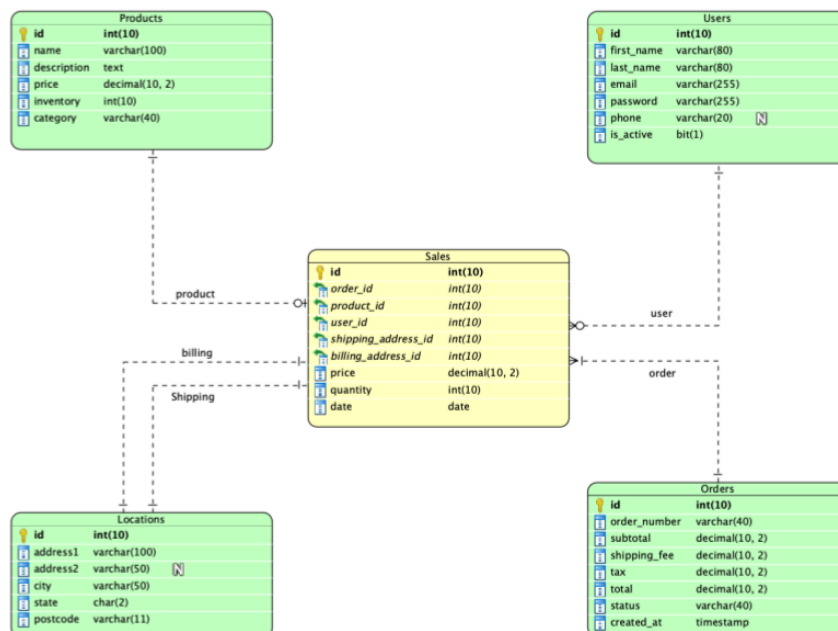 Products
id int(10)
name varchar(100)
description text
price decimal(10, 2)
inventory int(10)
category varchar(40)
Users
id int(10)
first_name varchar(80)
last_name varchar(80)
email varchar(255)
password varchar(255)
phone varchar(20) N
is_active bit(1)
Sales
id int(10)
order_id int(10)
product_id int(10)
user_id int(10)
shipping_address_id int(10)
billing_address_id int(10)
price decimal(10, 2)
quantity int(10)
date date
product
user
billing
Shipping
order
Locations
id int(10)
address1 varchar(100)
address2 varchar(50) N
city varchar(50)
state char(2)
postcode varchar(11)
Orders
id int(10)
order_number varchar(40)
subtotal decimal(10, 2)
shipping_fee decimal(10, 2)
tax decimal(10, 2)
total decimal(10, 2)
status varchar(40)
created_at timestamp